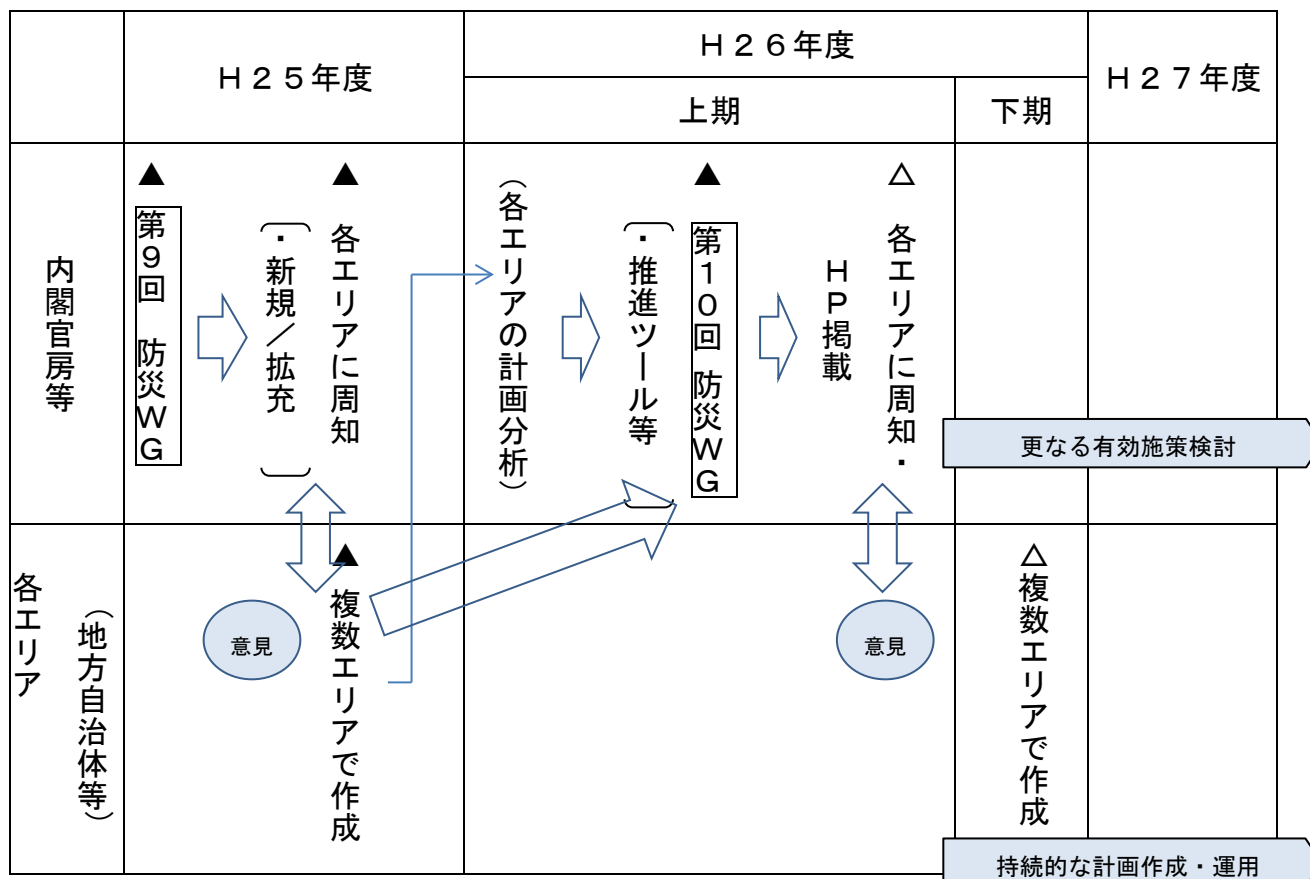 Ｈ２５年度
Ｈ２６年度
Ｈ２７年度
上期
下期
内閣官房等
▲
第９回　防災ＷＧ
（・新規／拡充　）
▲　各エリアに周知
（各エリアの計画分析）
（・推進ツール等）
▲
第１０回 防災ＷＧ
△　各エリアに周知・
ＨＰ掲載
更なる有効施策検討
各エリア
（地方自治体等）
意見
▲　複数エリアで作成
意見
△複数エリアで作成
持続的な計画作成・運用